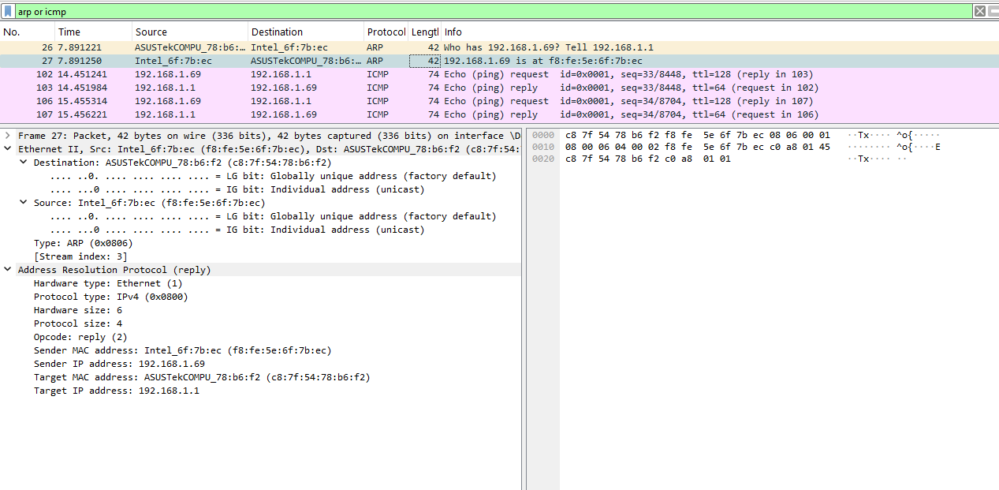 arp or icmp
No. Time Source Destination Protocol Lengtl Info
26 7.891221 ASUSTekCOMPU_78:b6:… Intel_6f:7b:ec ARP 42 Who has 192.168.1.69? Tell 192.168.1.1
27 7.891250 Intel_6f:7b:ec ASUSTekCOMPU_78:b6:… ARP 42 192.168.1.69 is at f8:fe:5e:6f:7b:ec
102 14.451241 192.168.1.69 192.168.1.1 ICMP 74 Echo (ping) request id=0x0001, seq=33/8448, ttl=128 (reply in 103)
103 14.451984 192.168.1.1 192.168.1.69 ICMP 74 Echo (ping) reply id=0x0001, seq=33/8448, ttl=64 (request in 102)
106 15.455314 192.168.1.69 192.168.1.1 ICMP 74 Echo (ping) request id=0x0001, seq=34/8704, ttl=128 (reply in 107)
107 15.456221 192.168.1.1 192.168.1.69 ICMP 74 Echo (ping) reply id=0x0001, seq=34/8704, ttl=64 (request in 106)
Frame 27: Packet, 42 bytes on wire (336 bits), 42 bytes captured (336 bits) on interface \D
Ethernet II, Src: Intel_6f:7b:ec (f8:fe:5e:6f:7b:ec), Dst: ASUSTekCOMPU_78:b6:f2 (c8:7f:54:
Destination: ASUSTekCOMPU_78:b6:f2 (c8:7f:54:78:b6:f2)
.... ..0. .... .... .... .... = LG bit: Globally unique address (factory default)
.... ...0 .... .... .... .... = IG bit: Individual address (unicast)
Source: Intel_6f:7b:ec (f8:fe:5e:6f:7b:ec)
.... ..0. .... .... .... .... = LG bit: Globally unique address (factory default)
.... ...0 .... .... .... .... = IG bit: Individual address (unicast)
Type: ARP (0x0806)
[Stream index: 3]
Address Resolution Protocol (reply)
Hardware type: Ethernet (1)
Protocol type: IPv4 (0x0800)
Hardware size: 6
Protocol size: 4
Opcode: reply (2)
Sender MAC address: Intel_6f:7b:ec (f8:fe:5e:6f:7b:ec)
Sender IP address: 192.168.1.69
Target MAC address: ASUSTekCOMPU_78:b6:f2 (c8:7f:54:78:b6:f2)
Target IP address: 192.168.1.1
0000 c8 7f 54 78 b6 f2 f8 fe 5e 6f 7b ec 08 06 00 01 ··Tx···· ^o{·····
0010 08 00 06 04 00 02 f8 fe 5e 6f 7b ec c0 a8 01 45 ········ ^o{····E
0020 c8 7f 54 78 b6 f2 c0 a8 01 01 ··Tx···· ··